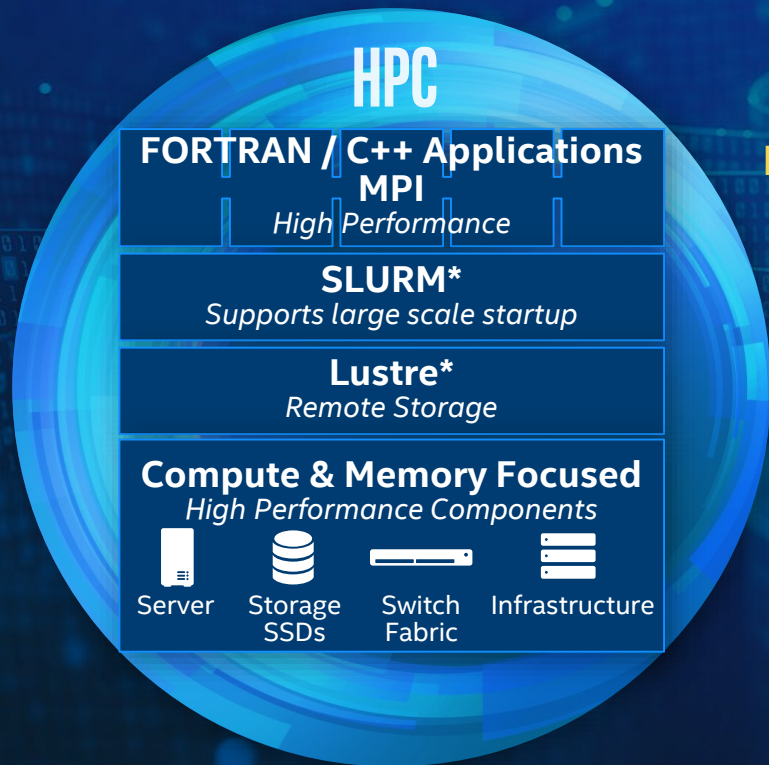 HPC
FORTRAN / C++ Applications
MPI
High Performance
SLURM*
Supports large scale startup
Lustre*
Remote Storage
Compute & Memory Focused
High Performance Components
Server Storage Switch Infrastructure
SSDs Fabric